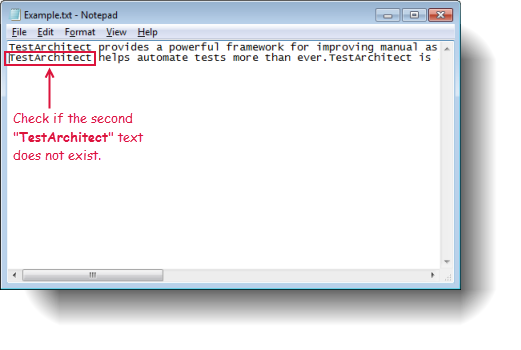 Example.txt - Notepad
File Edit Format View Help
TestArchitect provides a powerful framework for improving manual as
TestArchitect helps automate tests more than ever.TestArchitect is
Check if the second
"TestArchitect" text
does not exist.